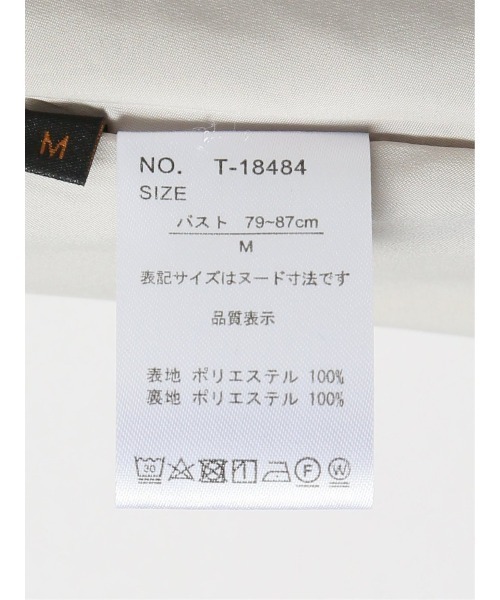 M
NO. T-18484
SIZE
バスト 79~87cm
M
表記サイズはヌード寸法です
品質表示
表地 ポリエステル 100%
裏地 ポリエステル 100%
30 F W